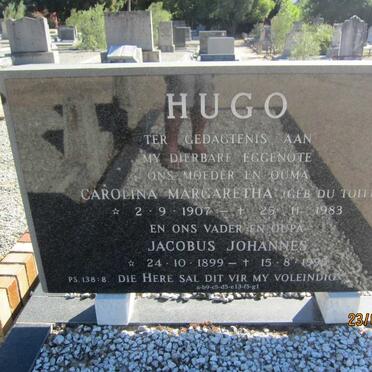 HUGO
TER GEDAGTENIS AAN
MY DIERBARE EGGENOTE
ONS MOEDER EN OUMA
CAROLINA MARGARETHA (GEB DU TOIT
☆ 2-9-1907 – † 25-11-1983
EN ONS VADER EN OUPA
JACOBUS JOHANNES
☆ 24-10-1899 – † 15-8-
PS. 138:8 DIE HERE SAL DIT VIR MY VOLEINDIG
23/